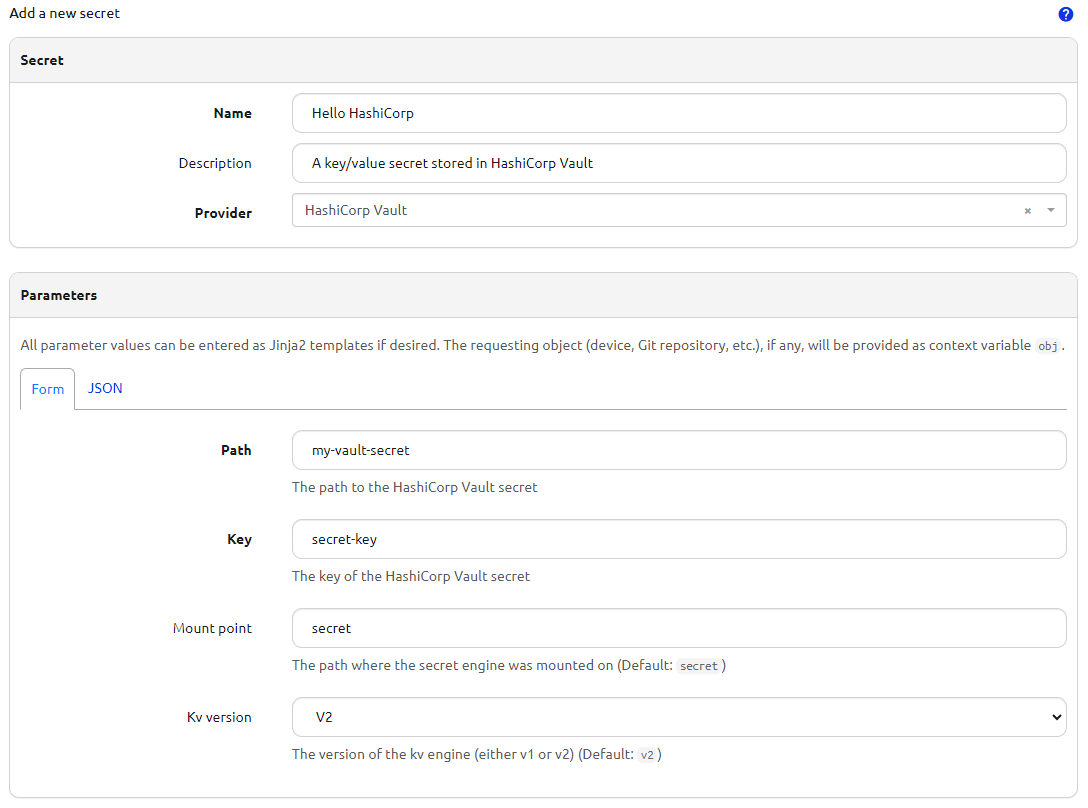 Add a new secret
Secret
Name Hello HashiCorp
Description A key/value secret stored in HashiCorp Vault
Provider HashiCorp Vault × 
Parameters
All parameter values can be entered as Jinja2 templates if desired. The requesting object (device, Git repository, etc.), if any, will be provided as context variable obj .
Form JSON
Path my-vault-secret
The path to the HashiCorp Vault secret
Key secret-key
The key of the HashiCorp Vault secret
Mount point secret
The path where the secret engine was mounted on (Default: secret )
Kv version V2
The version of the kv engine (either v1 or v2) (Default: v2 )